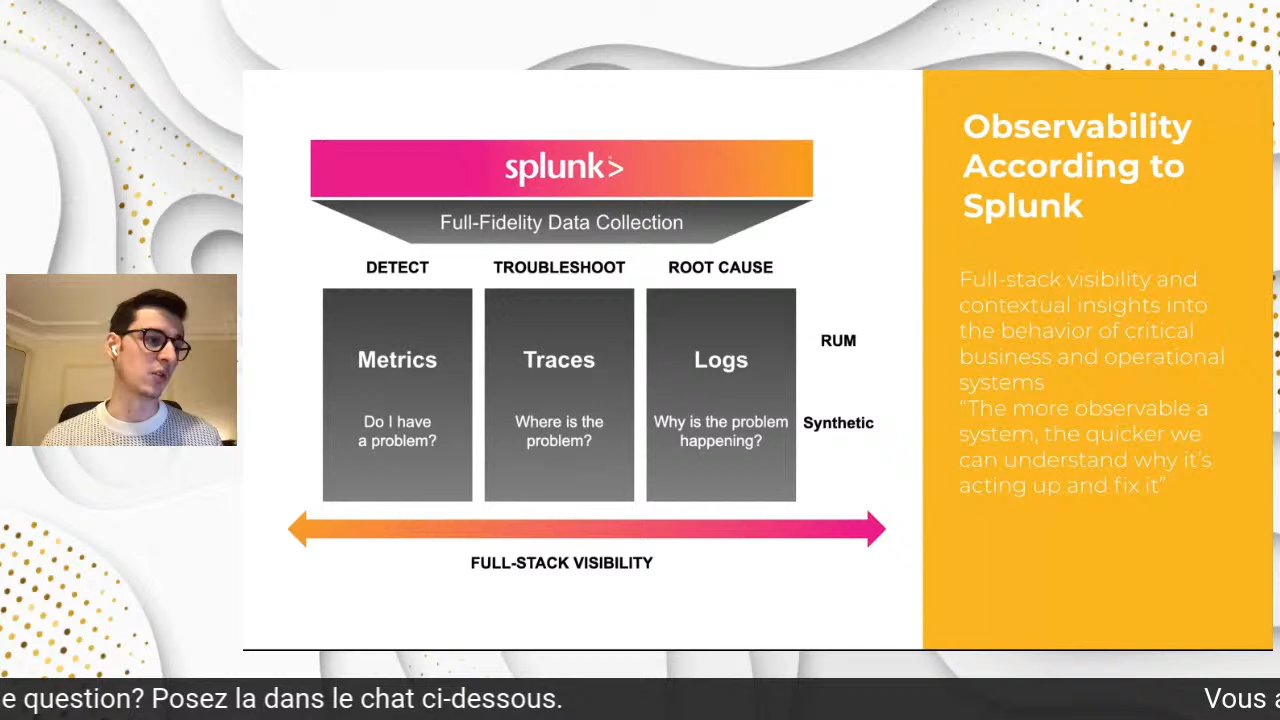 splunk>
Full-Fidelity Data Collection
DETECT
TROUBLESHOOT
ROOT CAUSE
Metrics
Do I have
a problem?
Traces
Where is the
problem?
Logs
Why is the problem
happening?
RUM
Synthetic
FULL-STACK VISIBILITY
Observability
According to
Splunk
Full-stack visibility and
contextual insights into
the behavior of critical
business and operational
systems
“The more observable a
system, the quicker we
can understand why it’s
acting up and fix it”
e question? Posez la dans le chat ci-dessous.
Vous a